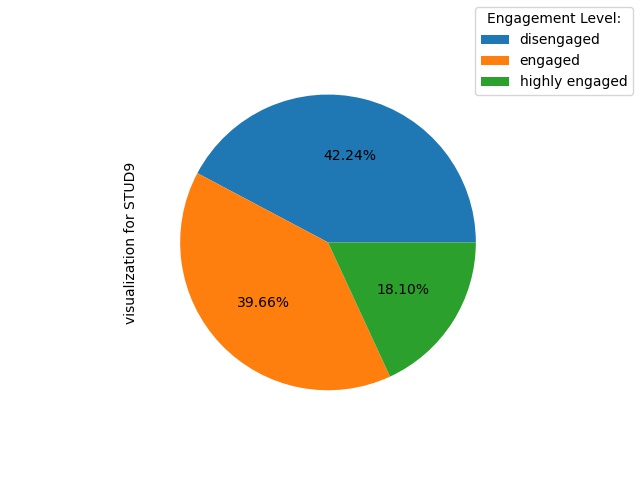 Engagement Level:
disengaged
engaged
highly engaged
42.24%
visualization for STUD9
18.10%
39.66%